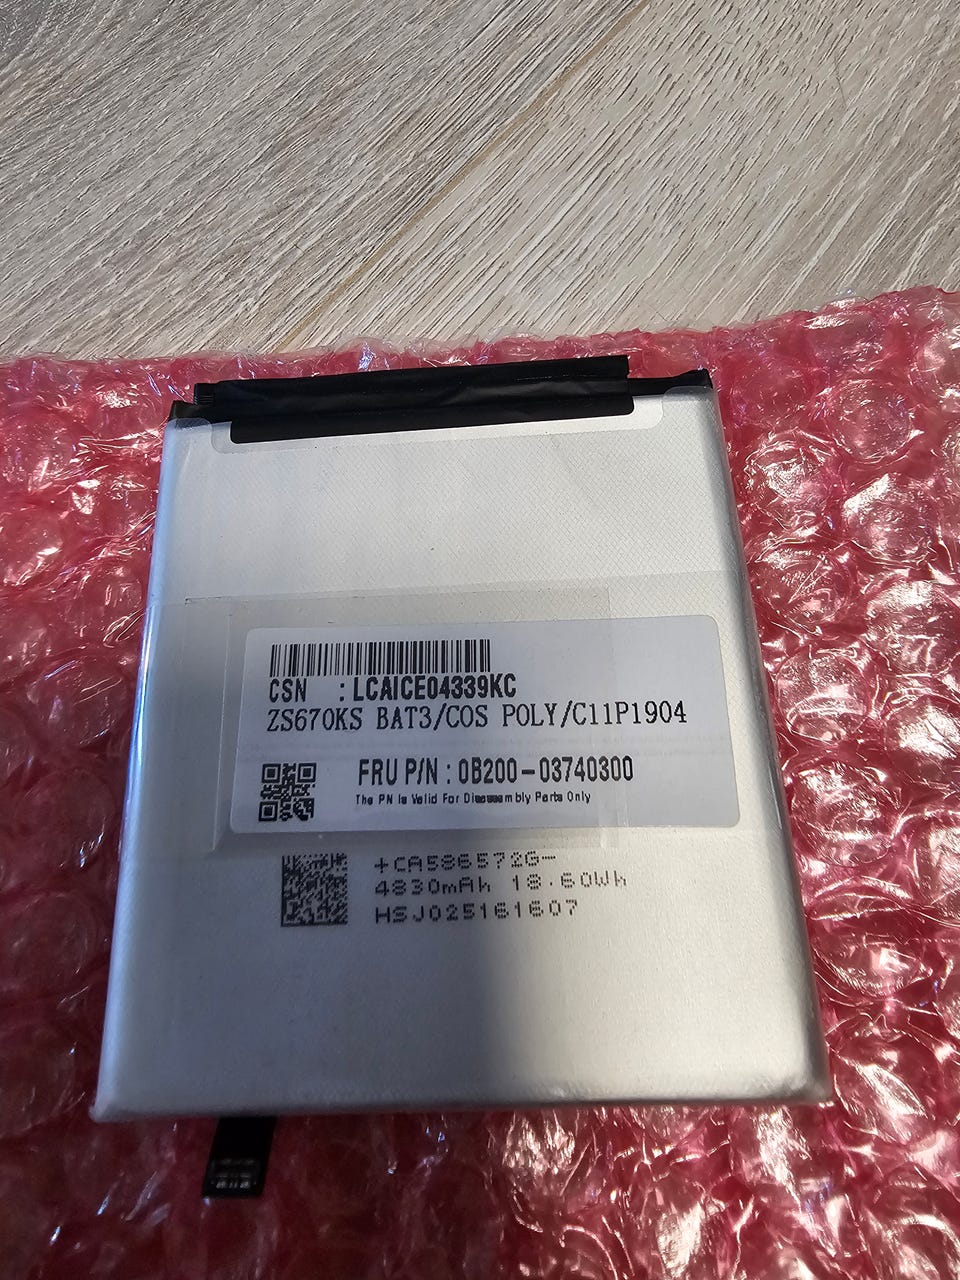 CSN : LCAICE04339KC
ZS670KS BAT3/COS POLY/C11P1904
FRU P/N : 0B200-03740300
The PN is Valid For Disassembly Parts Only
+CA586572G-
4830mAh 18.60Wh
HSJ025161607